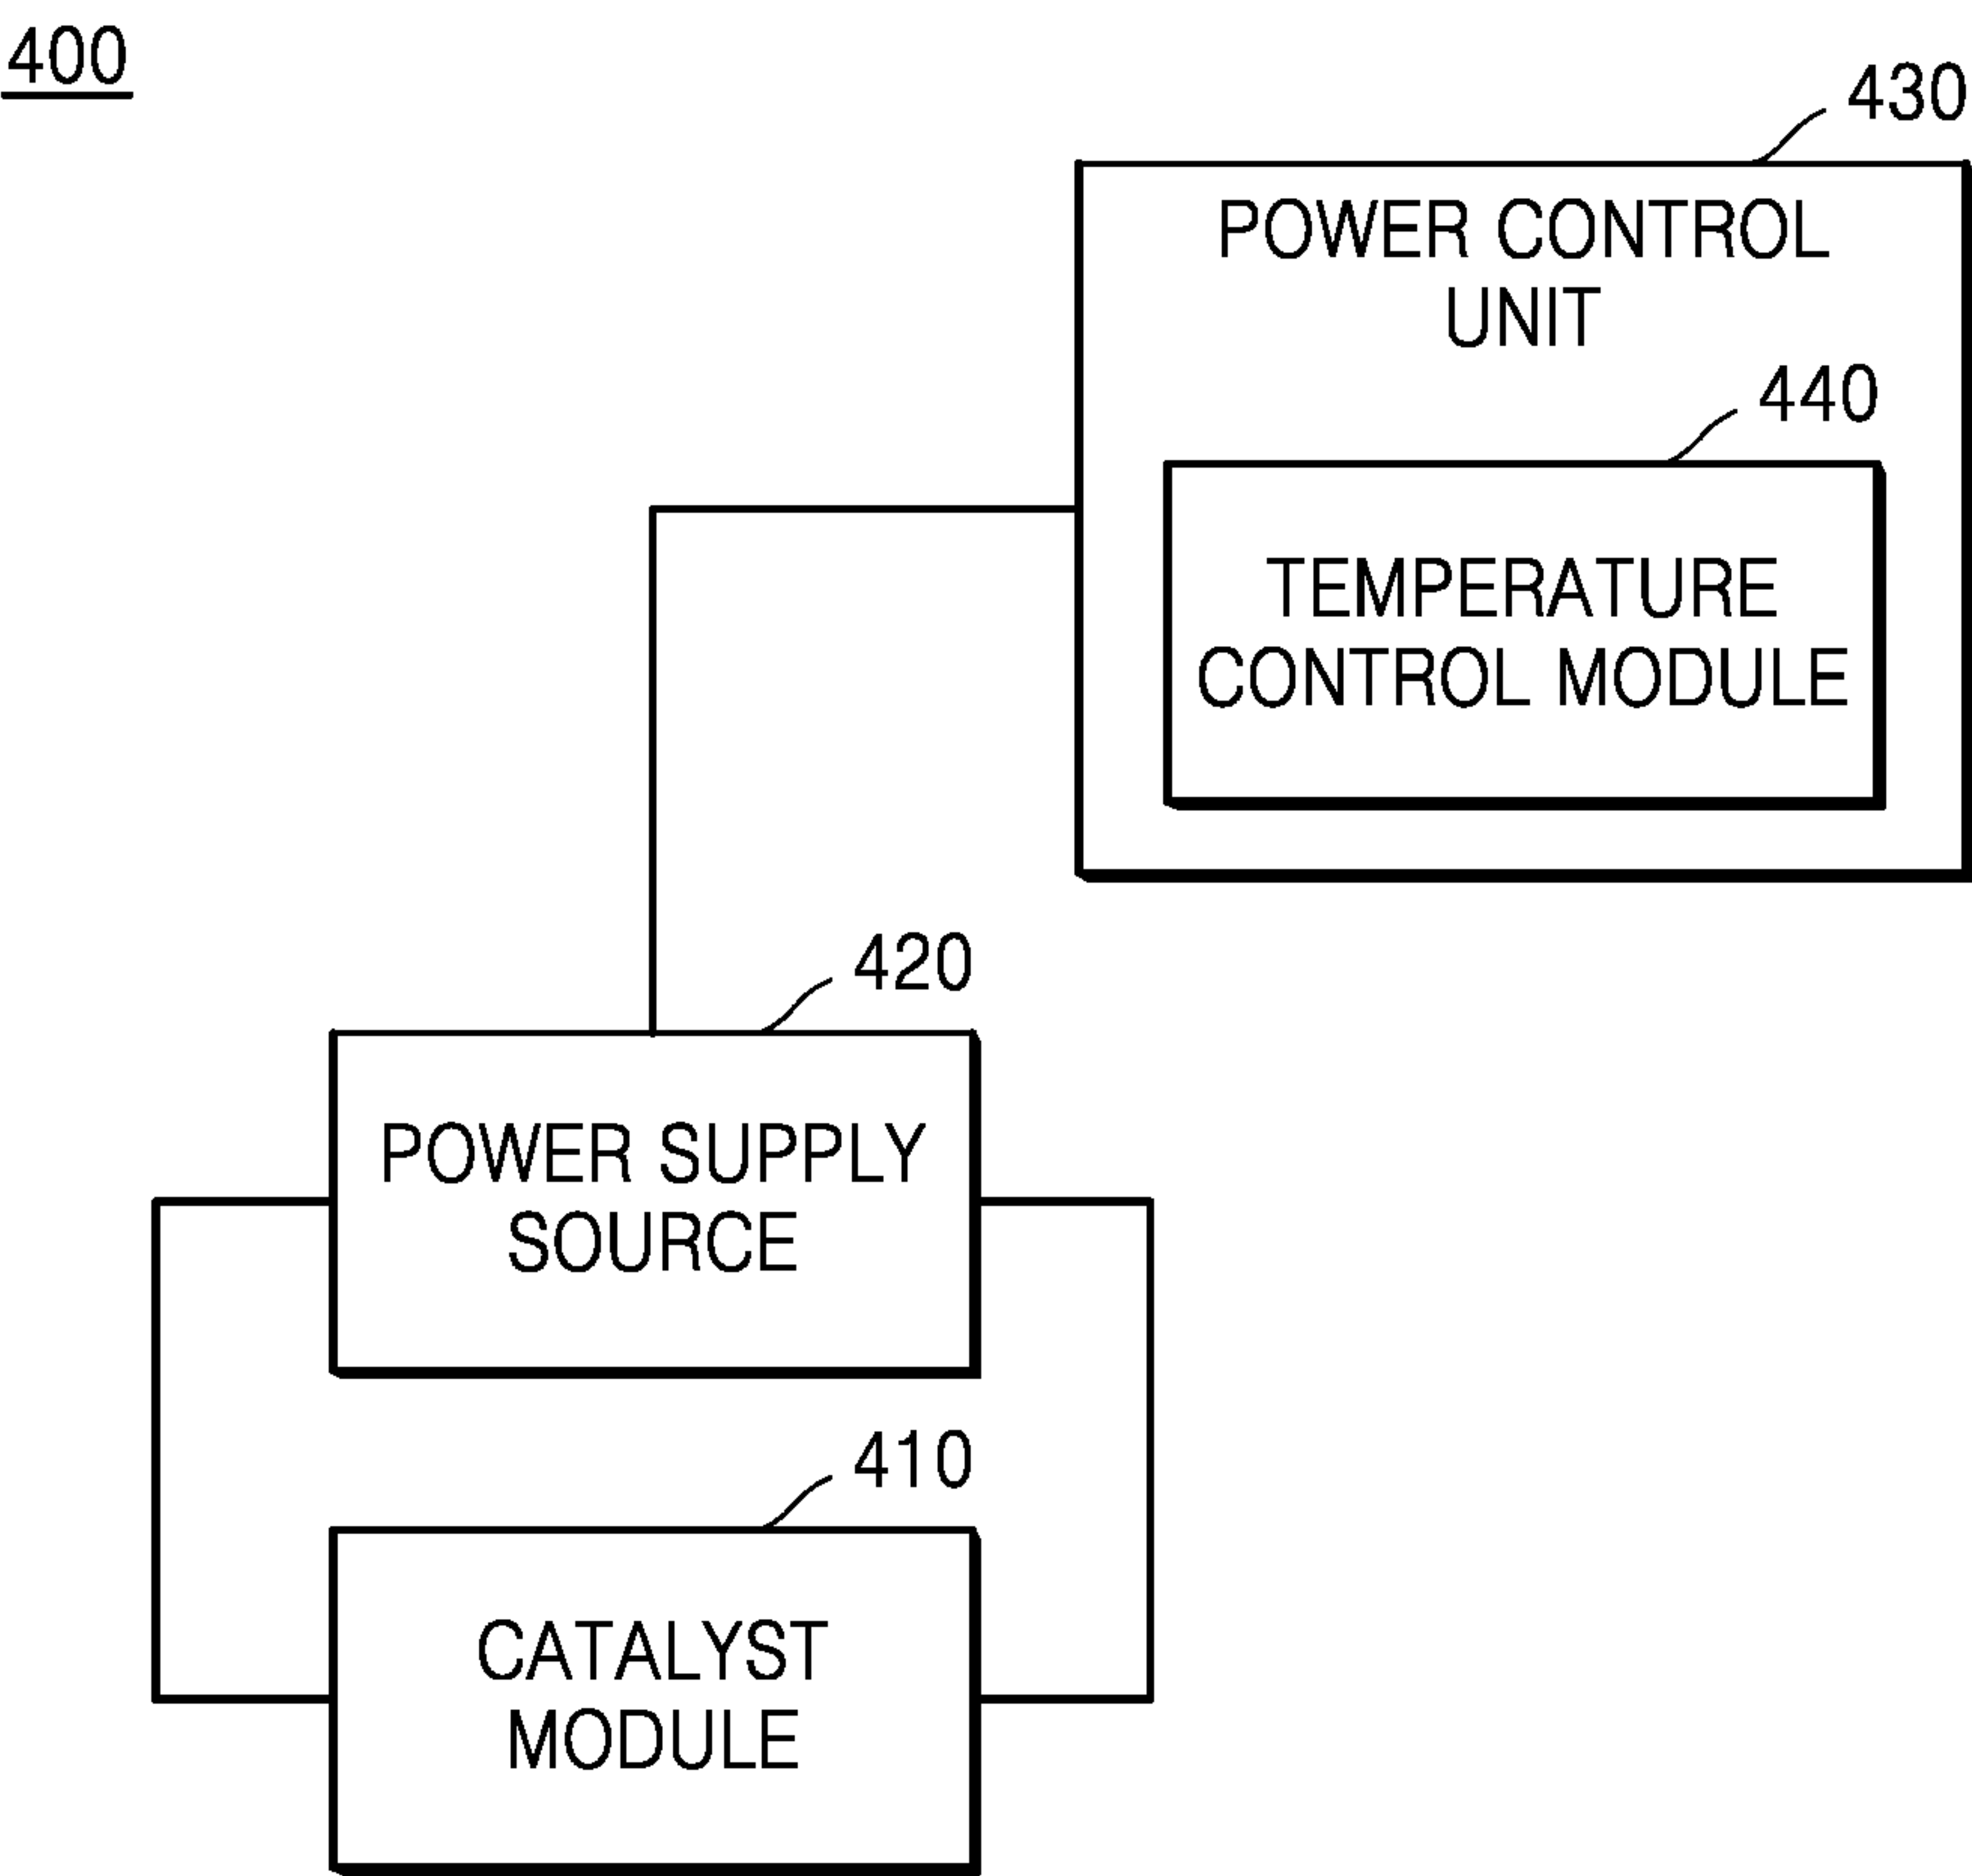 400
430
POWER CONTROL
UNIT
440
TEMPERATURE
CONTROL MODULE
420
POWER SUPPLY
SOURCE
410
CATALYST
MODULE